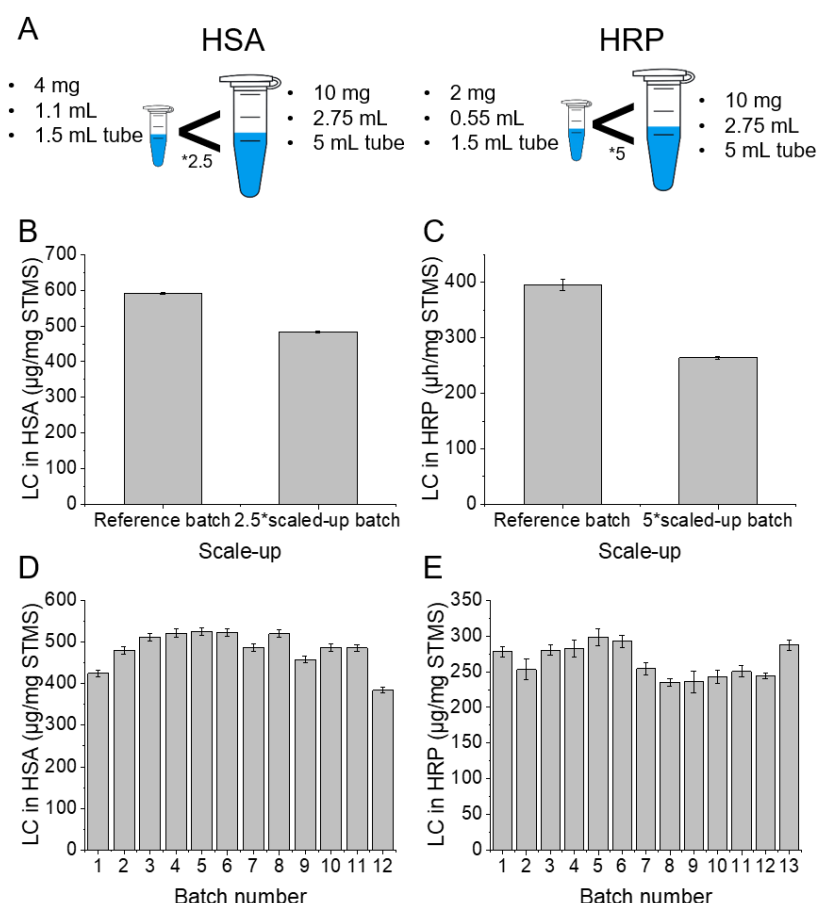 A
HSA
HRP
• 4 mg
• 1.1 mL
• 1.5 mL tube
<
*2.5
• 10 mg
• 2.75 mL
• 5 mL tube
• 2 mg
• 0.55 mL
• 1.5 mL tube
<
*5
• 10 mg
• 2.75 mL
• 5 mL tube
B
LC in HSA (µg/mg STMS)
700
600
500
400
300
200
100
0
Reference batch 2.5*scaled-up batch
Scale-up
C
LC in HRP (µh/mg STMS)
400
300
200
100
0
Reference batch 5*scaled-up batch
Scale-up
D
LC in HSA (µg/mg STMS)
600
500
400
300
200
100
0
1 2 3 4 5 6 7 8 9 10 11 12
Batch number
E
LC in HRP (µg/mg STMS)
350
300
250
200
150
100
50
0
1 2 3 4 5 6 7 8 9 10 11 12 13
Batch number